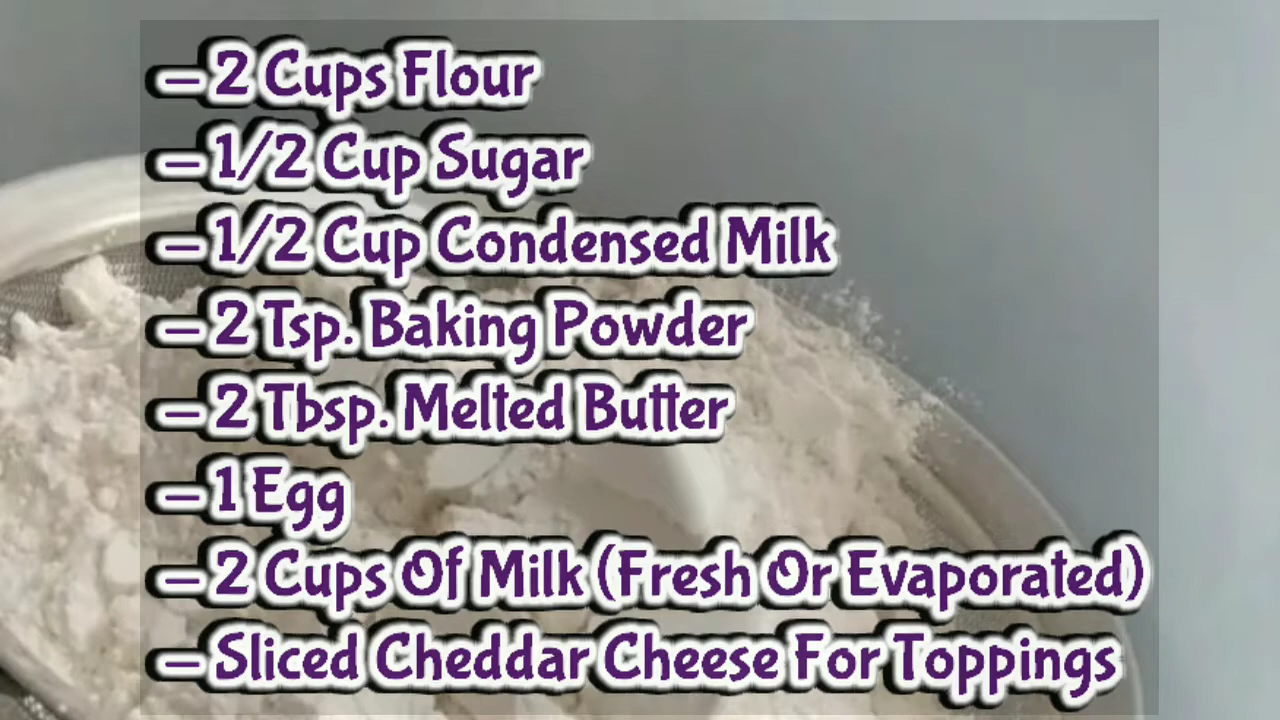 – 2 Cups Flour
– 1/2 Cup Sugar
– 1/2 Cup Condensed Milk
– 2 Tsp. Baking Powder
– 2 Tbsp. Melted Butter
– 1 Egg
– 2 Cups Of Milk (Fresh Or Evaporated)
– Sliced Cheddar Cheese For Toppings